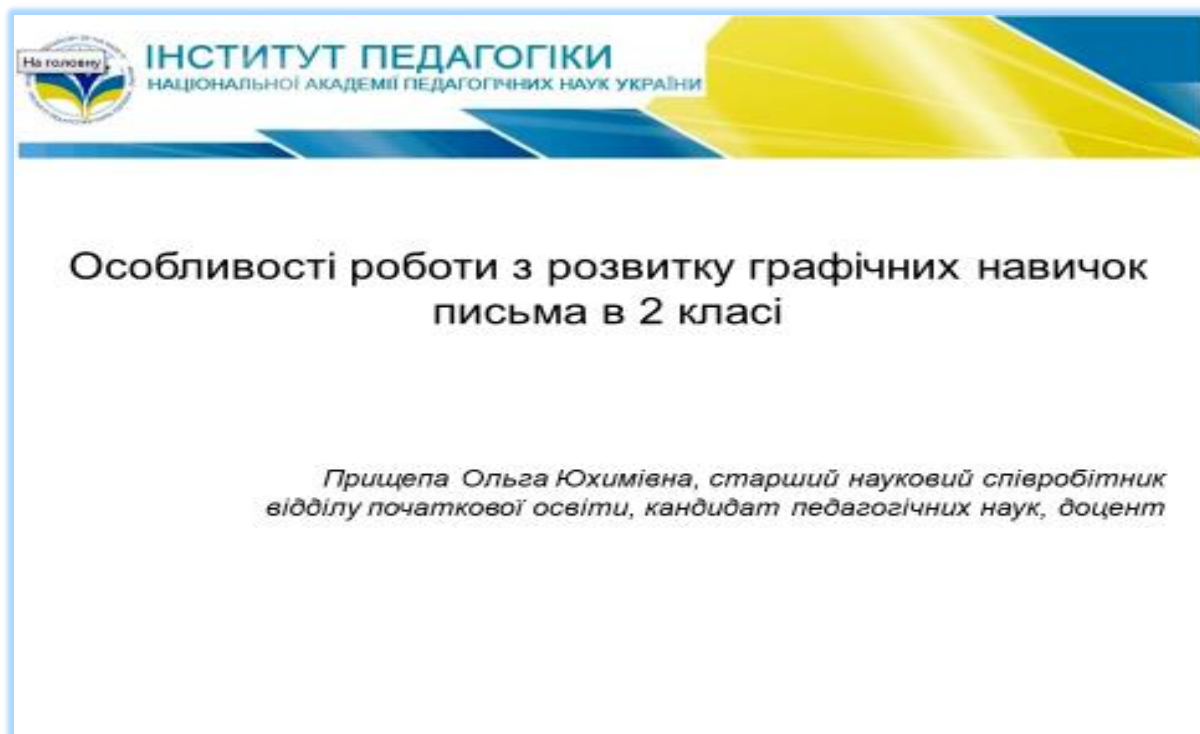 На головну
ІНСТИТУТ ПЕДАГОГІКИ
НАЦІОНАЛЬНОЇ АКАДЕМІЇ ПЕДАГОГІЧНИХ НАУК УКРАЇНИ
Особливості роботи з розвитку графічних навичок
письма в 2 класі
Прищепа Ольга Юхимівна, старший науковий співробітник
відділу початкової освіти, кандидат педагогічних наук, доцент